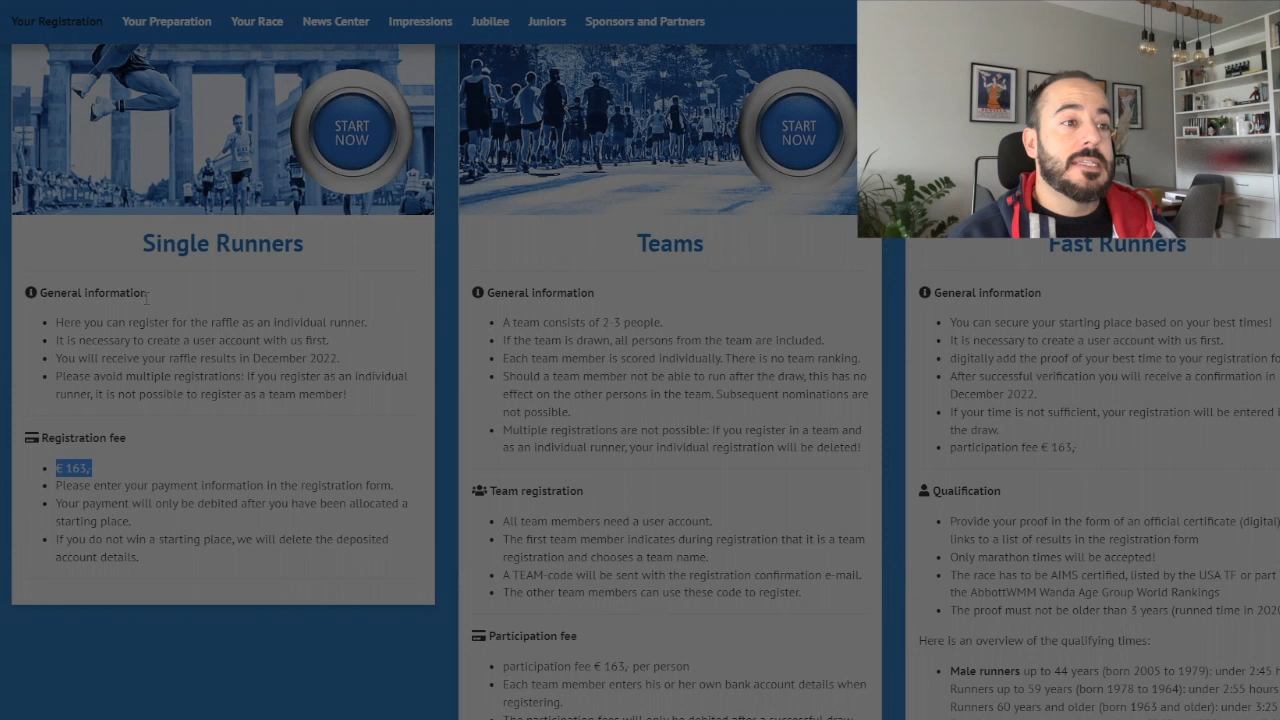 Your Registration Your Preparation Your Race News Center Impressions Jubilee Juniors Sponsors and Partners
START
NOW
Single Runners
General information
Here you can register for the raffle as an individual runner.
It is necessary to create a user account with us first.
You will receive your raffle results in December 2022.
Please avoid multiple registrations: If you register as an individual
runner, it is not possible to register as a team member!
Registration fee
€ 163,-
Please enter your payment information in the registration form.
Your payment will only be debited after you have been allocated a
starting place.
If you do not win a starting place, we will delete the deposited
account details.
START
NOW
Teams
General information
A team consists of 2-3 people.
If the team is drawn, all persons from the team are included.
Each team member is scored individually. There is no team ranking.
Should a team member not be able to run after the draw, this has no
effect on the other persons in the team. Subsequent nominations are
not possible.
Multiple registrations are not possible: If you register in a team and
as an individual runner, your individual registration will be deleted!
Team registration
All team members need a user account.
The first team member indicates during registration that it is a team
registration and chooses a team name.
A TEAM-code will be sent with the registration confirmation e-mail.
The other team members can use these code to register.
Participation fee
participation fee € 163,- per person
Each team member enters his or her own bank account details when
registering.
The participation fees will only be debited after a successful draw
Fast Runners
General information
You can secure your starting place based on your best times!
It is necessary to create a user account with us first.
digitally add the proof of your best time to your registration fo
After successful verification you will receive a confirmation in
December 2022.
If your time is not sufficient, your registration will be entered i
the draw.
participation fee € 163,-
Qualification
Provide your proof in the form of an official certificate (digital)
links to a list of results in the registration form
Only marathon times will be accepted!
The race has to be AIMS certified, listed by the USA TF or part
the AbbottWMM Wanda Age Group World Rankings
The proof must not be older than 3 years (runned time in 2020
Here is an overview of the qualifying times:
Male runners up to 44 years (born 2005 to 1979): under 2:45 h
Runners up to 59 years (born 1978 to 1964): under 2:55 hours
Runners 60 years and older (born 1963 and older): under 3:25